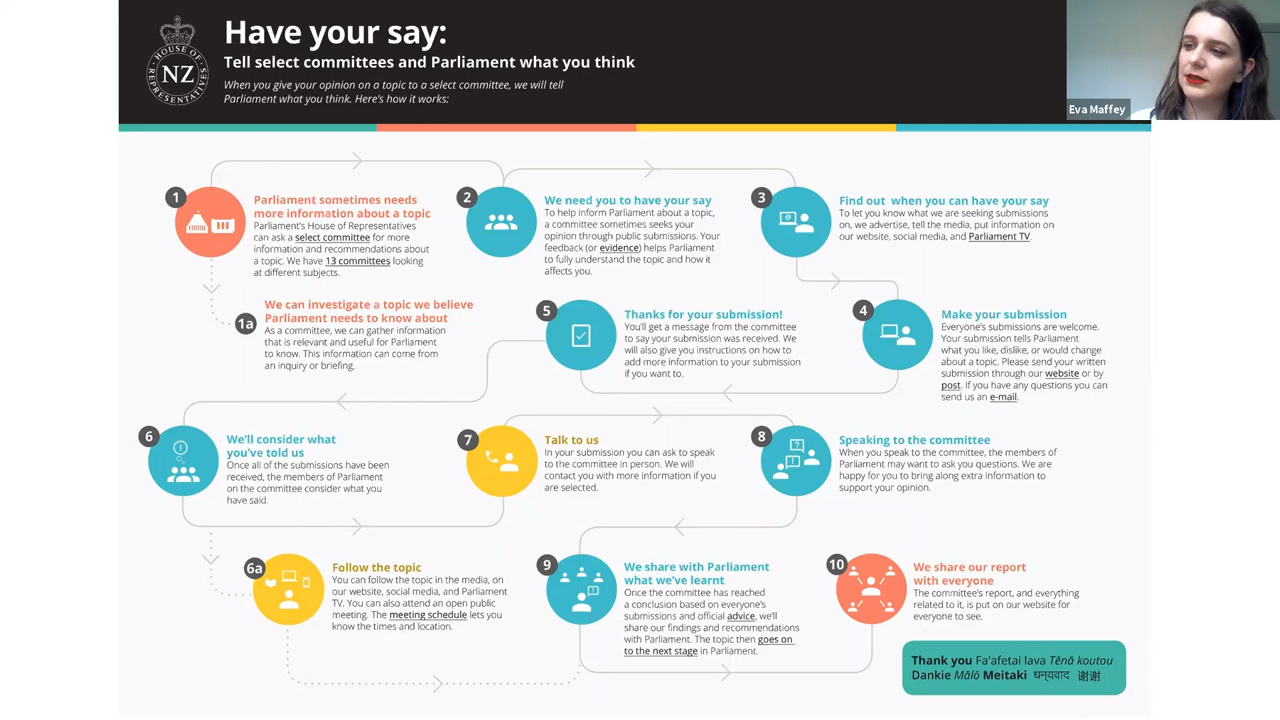 Have your say:
Tell select committees and Parliament what you think
When you give your opinion on a topic to a select committee, we will tell
Parliament what you think. Here's how it works:
HOUSE OF
NZ
REPRESENTATIVES
Eva Maffey
1
Parliament sometimes needs
more information about a topic
Parliament's House of Representatives
can ask a select committee for more
information and recommendations about
a topic. We have 13 committees looking
at different subjects.
2
We need you to have your say
To help inform Parliament about a topic,
a committee sometimes seeks your
opinion through public submissions. Your
feedback (or evidence) helps Parliament
to fully understand the topic and how it
affects you.
3
Find out when you can have your say
To let you know what we are seeking submissions
on, we advertise, tell the media, put information
on our website, social media, and Parliament TV.
1a
We can investigate a topic we believe
Parliament needs to know about
As a committee, we can gather information
that is relevant and useful for Parliament
to know. This information can come from
an inquiry or briefing.
5
Thanks for your submission!
You'll get a message from the committee
to say your submission was received. We
will also give you instructions on how to
add more information to your submission
if you want to.
4
Make your submission
Everyone's submissions are welcome.
Your submission tells Parliament
what you like, dislike, or would change
about a topic. Please send your written
submission through our website or by
post. If you have any questions you can
send us an e-mail.
6
We'll consider what
you've told us
Once all of the submissions have been
received, the members of Parliament
on the committee consider what you
have said.
7
Talk to us
In your submission you can ask to speak
to the committee in person. We will
contact you with more information if you
are selected.
8
Speaking to the committee
When you speak to the committee, the members of
Parliament may want to ask you questions. We are
happy for you to bring along extra information to
support your opinion.
6a
Follow the topic
You can follow the topic in the media, on
our website, social media, and Parliament
TV. You can also attend an open public
meeting. The meeting schedule lets you
know the times and location.
9
We share with Parliament
what we've learnt
Once the committee has reached
a conclusion based on everyone's
submissions and official advice, we'll
share our findings and recommendations
with Parliament. The topic then goes on
to the next stage in Parliament.
10
We share our report
with everyone
The committee's report, and everything
related to it, is put on our website for
everyone to see.
Thank you Fa'afetai lava Tēnā koutou
Dankie Mālō Meitaki धन्यवाद 谢谢